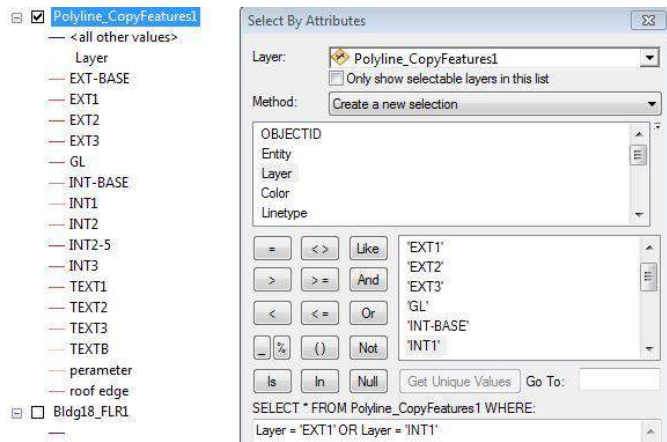 Polyline_CopyFeatures1
<all other values>
Layer
EXT-BASE
EXT1
EXT2
EXT3
GL
INT-BASE
INT1
INT2
INT2-5
INT3
TEXT1
TEXT2
TEXT3
TEXTB
perameter
roof edge
Bldg18_FLR1
Select By Attributes
Layer: Polyline_CopyFeatures1
Only show selectable layers in this list
Method: Create a new selection
OBJECTID
Entity
Layer
Color
Linetype
= <> Like
> >= And
< <= Or
_ % () Not
Is In Null
'EXT1'
'EXT2'
'EXT3'
'GL'
'INT-BASE'
'INT1'
Get Unique Values Go To:
SELECT * FROM Polyline_CopyFeatures1 WHERE:
Layer = 'EXT1' OR Layer = 'INT1'